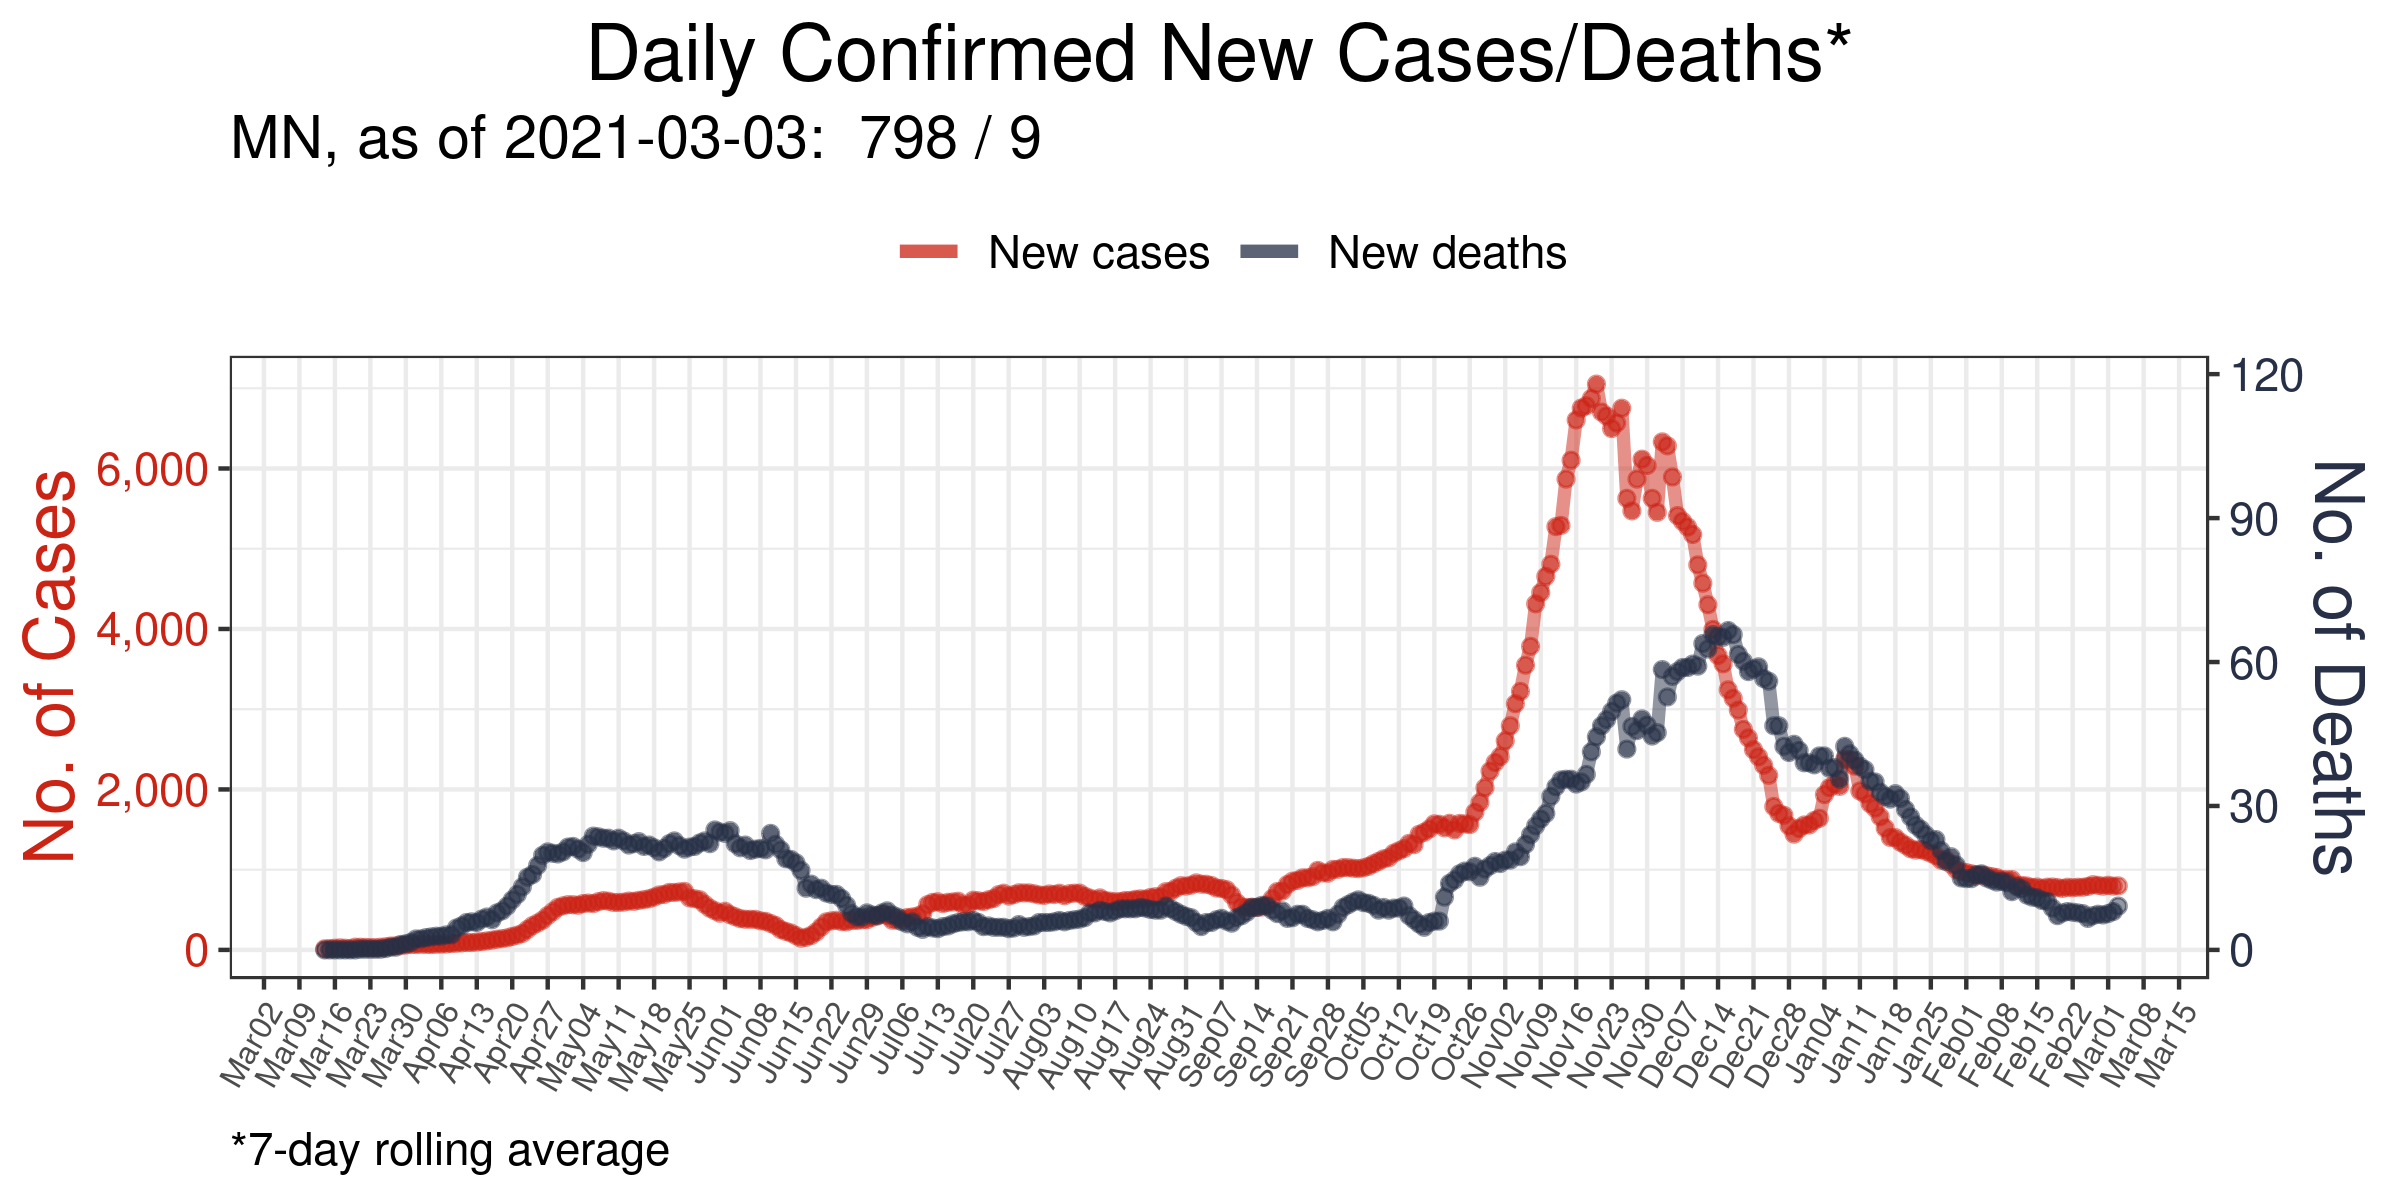 Daily Confirmed New Cases/Deaths*
MN, as of 2021-03-03:  798 / 9
New cases
New deaths
No. of Cases
6,000
4,000
2,000
0
120
90
60
30
0
No. of Deaths
Mar02
Mar09
Mar16
Mar23
Mar30
Apr06
Apr13
Apr20
Apr27
May04
May11
May18
May25
Jun01
Jun08
Jun15
Jun22
Jun29
Jul06
Jul13
Jul20
Jul27
Aug03
Aug10
Aug17
Aug24
Aug31
Sep07
Sep14
Sep21
Sep28
Oct05
Oct12
Oct19
Oct26
Nov02
Nov09
Nov16
Nov23
Nov30
Dec07
Dec14
Dec21
Dec28
Jan04
Jan11
Jan18
Jan25
Feb01
Feb08
Feb15
Feb22
Mar01
Mar08
Mar15
*7-day rolling average